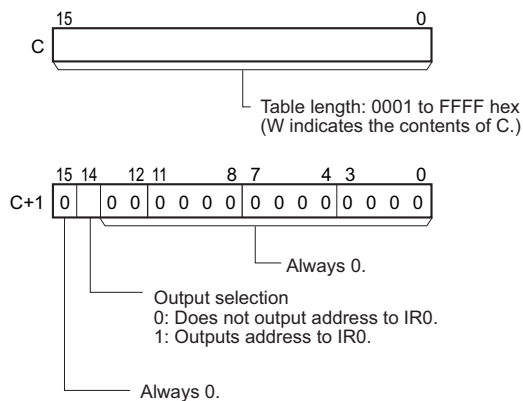 15 0
C
Table length: 0001 to FFFF hex
(W indicates the contents of C.)
15 14 12 11 8 7 4 3 0
C+1 0 0 0 0 0 0 0 0 0 0 0 0 0 0 0
Always 0.
Output selection
0: Does not output address to IR0.
1: Outputs address to IR0.
Always 0.